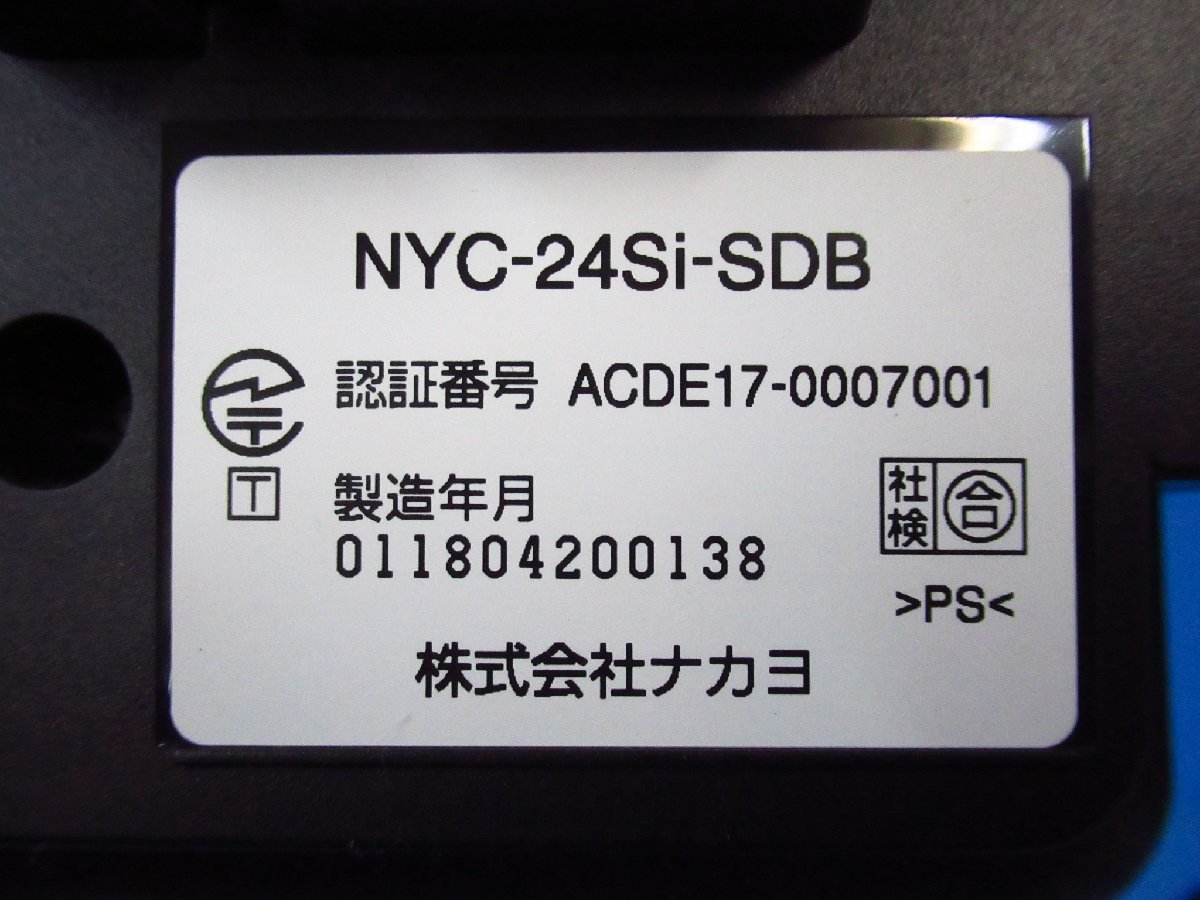 NYC-24Si-SDB
認証番号 ACDE17-0007001
T
製造年月
011804200138
社検 合
>PS<
株式会社ナカヨ